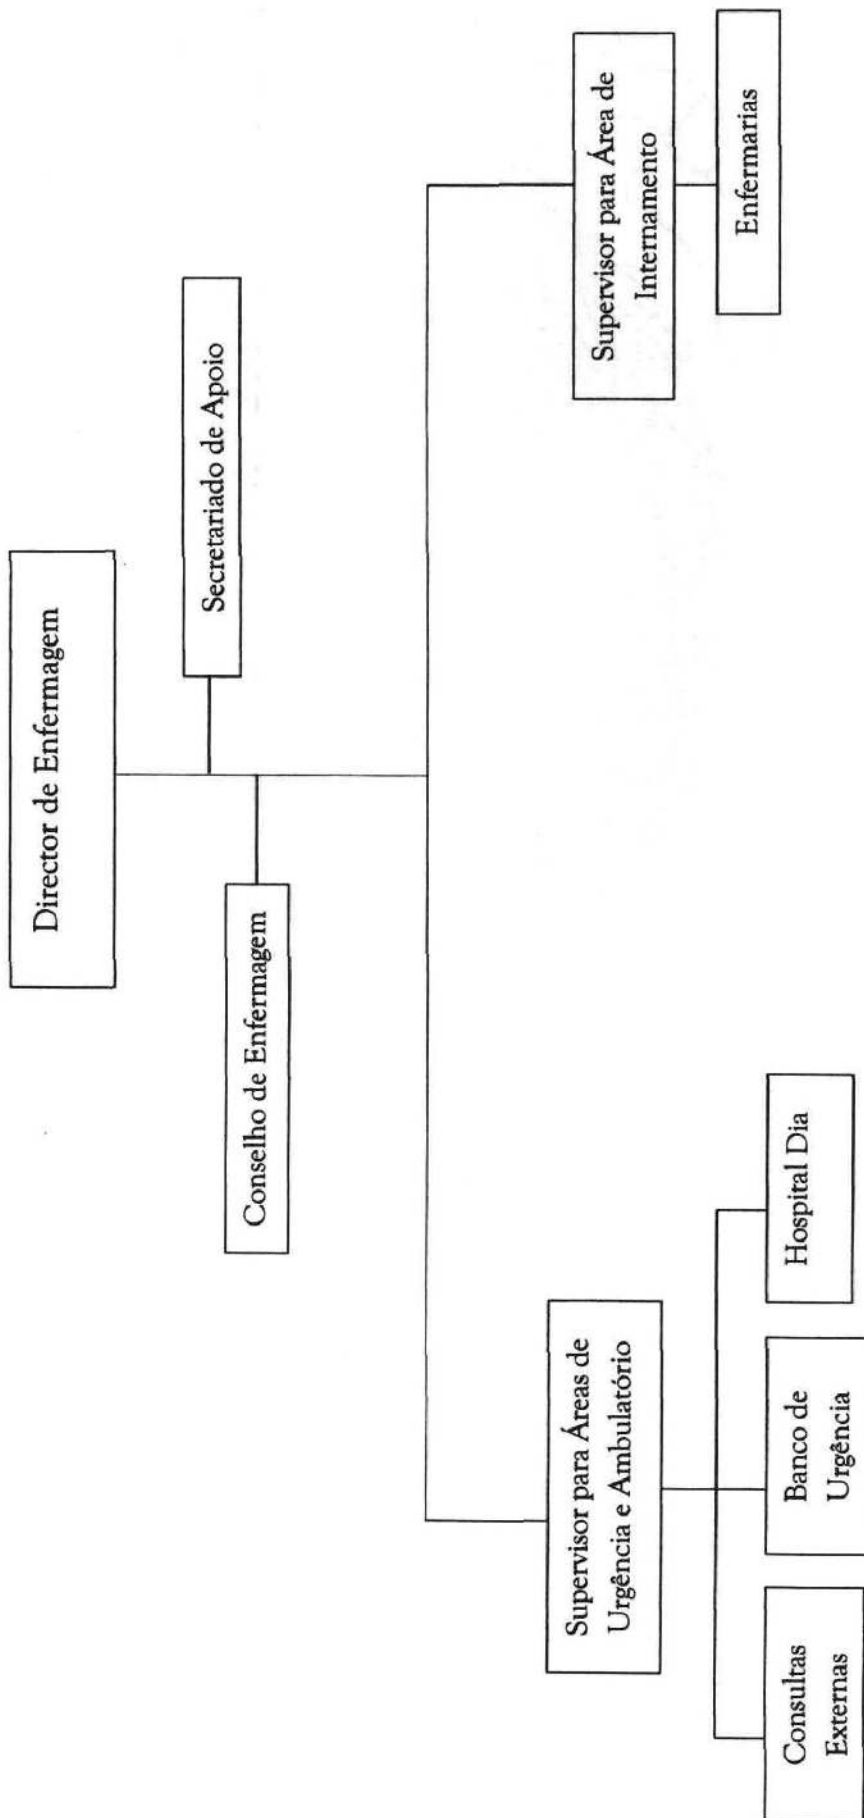 Director de Enfermagem
Secretariado de Apoio
Conselho de Enfermagem
Supervisor para Áreas de
Urgência e Ambulatório
Supervisor para Área de
Internamento
Consultas
Externas
Banco de
Urgência
Hospital Dia
Enfermarias